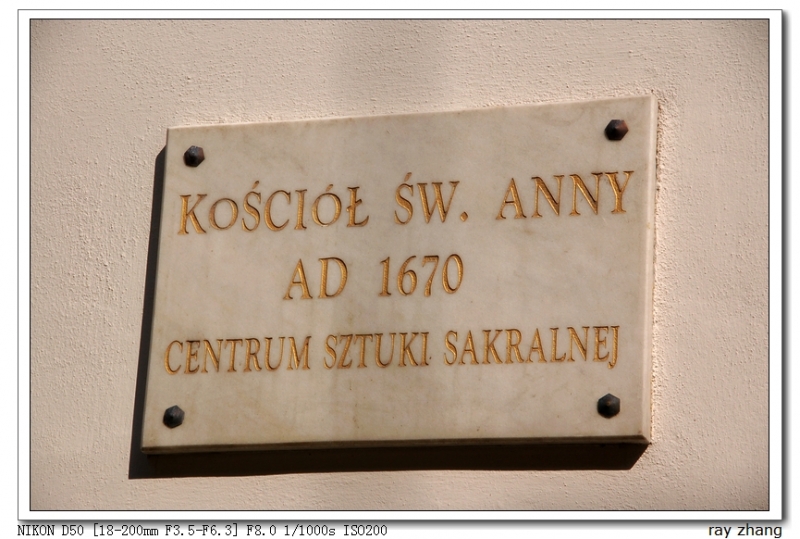 KOŚCIÓŁ ŚW. ANNY
AD 1670
CENTRUM SZTUKI SAKRALNEJ
NIKON D50 [18-200mm F3.5-F6.3] F8.0 1/1000s ISO200
ray zhang